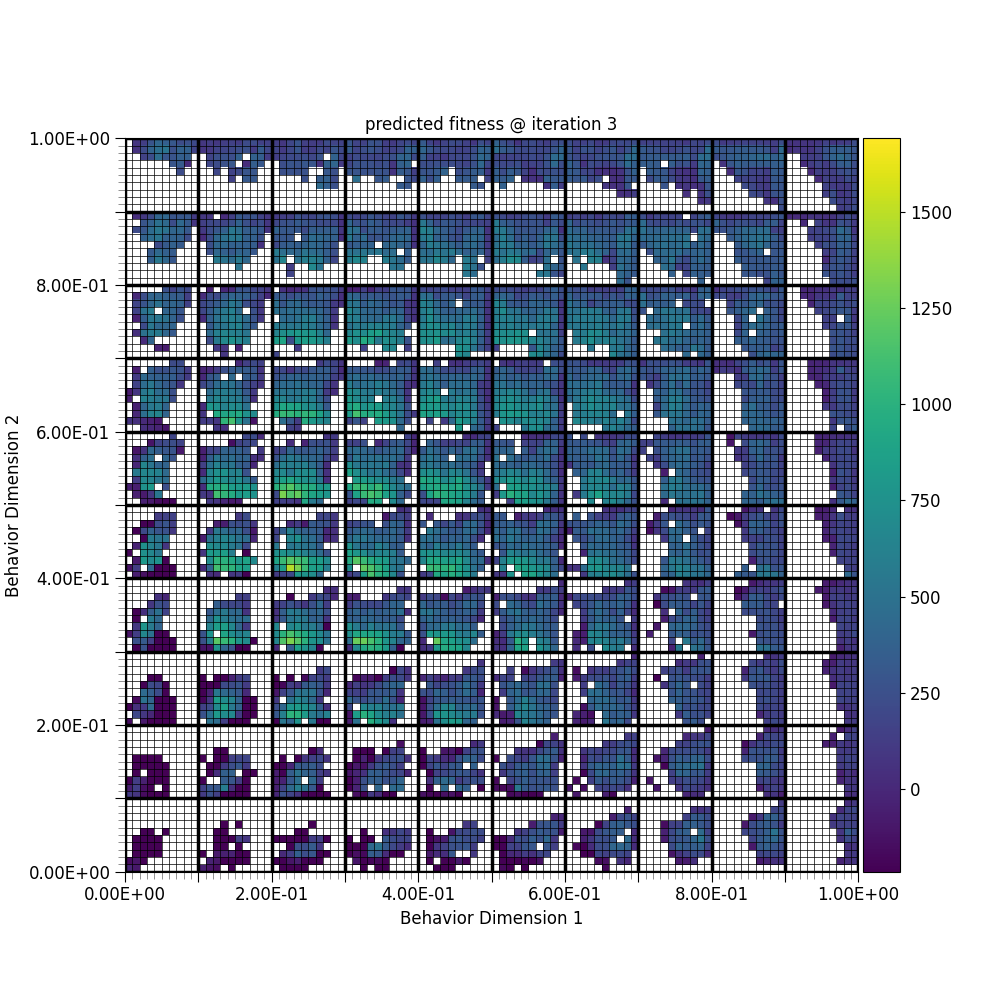 predicted fitness @ iteration 3
1.00E+00
8.00E-01
6.00E-01
4.00E-01
2.00E-01
0.00E+00
Behavior Dimension 2
0.00E+00 2.00E-01 4.00E-01 6.00E-01 8.00E-01 1.00E+00
Behavior Dimension 1
1500
1250
1000
750
500
250
0